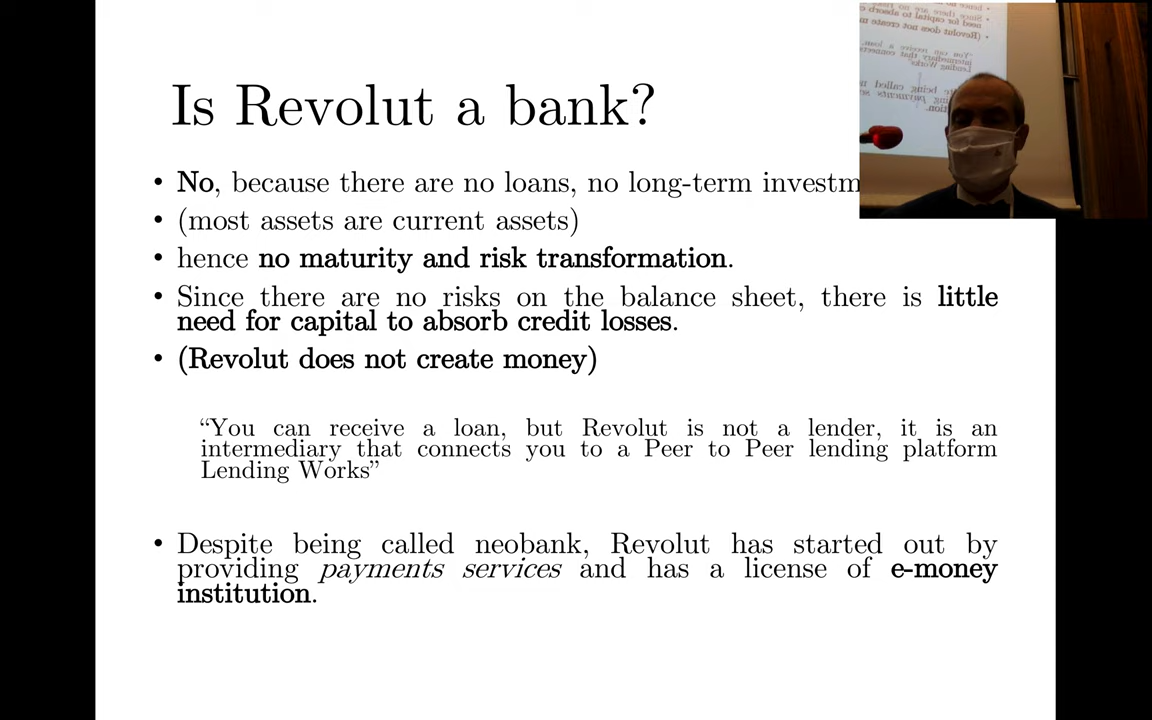 Is Revolut a bank?
• No, because there are no loans, no long-term investm
• (most assets are current assets)
• hence no maturity and risk transformation.
• Since there are no risks on the balance sheet, there is little
need for capital to absorb credit losses.
• (Revolut does not create money)
“You can receive a loan, but Revolut is not a lender, it is an
intermediary that connects you to a Peer to Peer lending platform
Lending Works”
• Despite being called neobank, Revolut has started out by
providing payments services and has a license of e-money
institution.